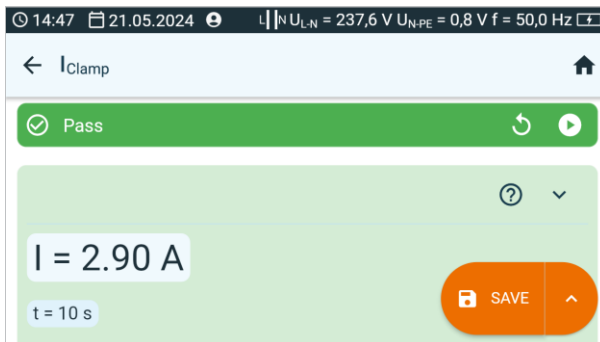 14:47 21.05.2024 L N U L-N = 237,6 V U N-PE = 0,8 V f = 50,0 Hz
I Clamp
Pass
I = 2.90 A
t = 10 s
SAVE